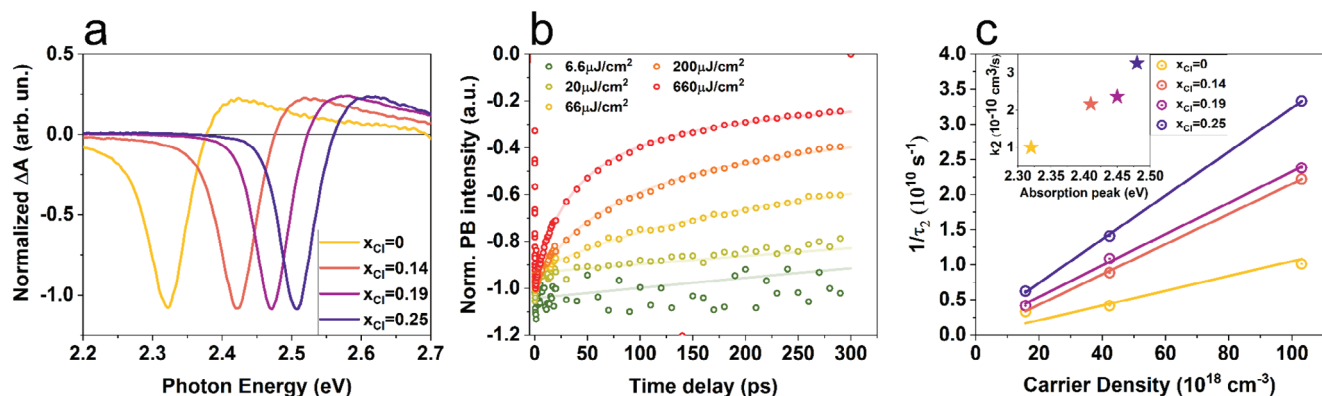 a
Normalized ΔA (arb. un.)
0.5
0.0
-0.5
-1.0
2.2
2.3
2.4
2.5
2.6
2.7
Photon Energy (eV)
xCl=0
xCl=0.14
xCl=0.19
xCl=0.25
b
Norm. PB intensity (a.u.)
0.0
-0.2
-0.4
-0.6
-0.8
-1.0
-1.2
0
50
100
150
200
250
300
Time delay (ps)
6.6µJ/cm²
20µJ/cm²
66µJ/cm²
200µJ/cm²
660µJ/cm²
c
1/τ₂ (10¹⁰ s⁻¹)
4.0
3.5
3.0
2.5
2.0
1.5
1.0
0.5
0.0
0
20
40
60
80
100
Carrier Density (10¹⁸ cm⁻³)
k₂ (10⁻¹⁰ cm³/s)
3
2
1
2.30
2.40
2.45
2.50
Absorption peak (eV)
xCl=0
xCl=0.14
xCl=0.19
xCl=0.25